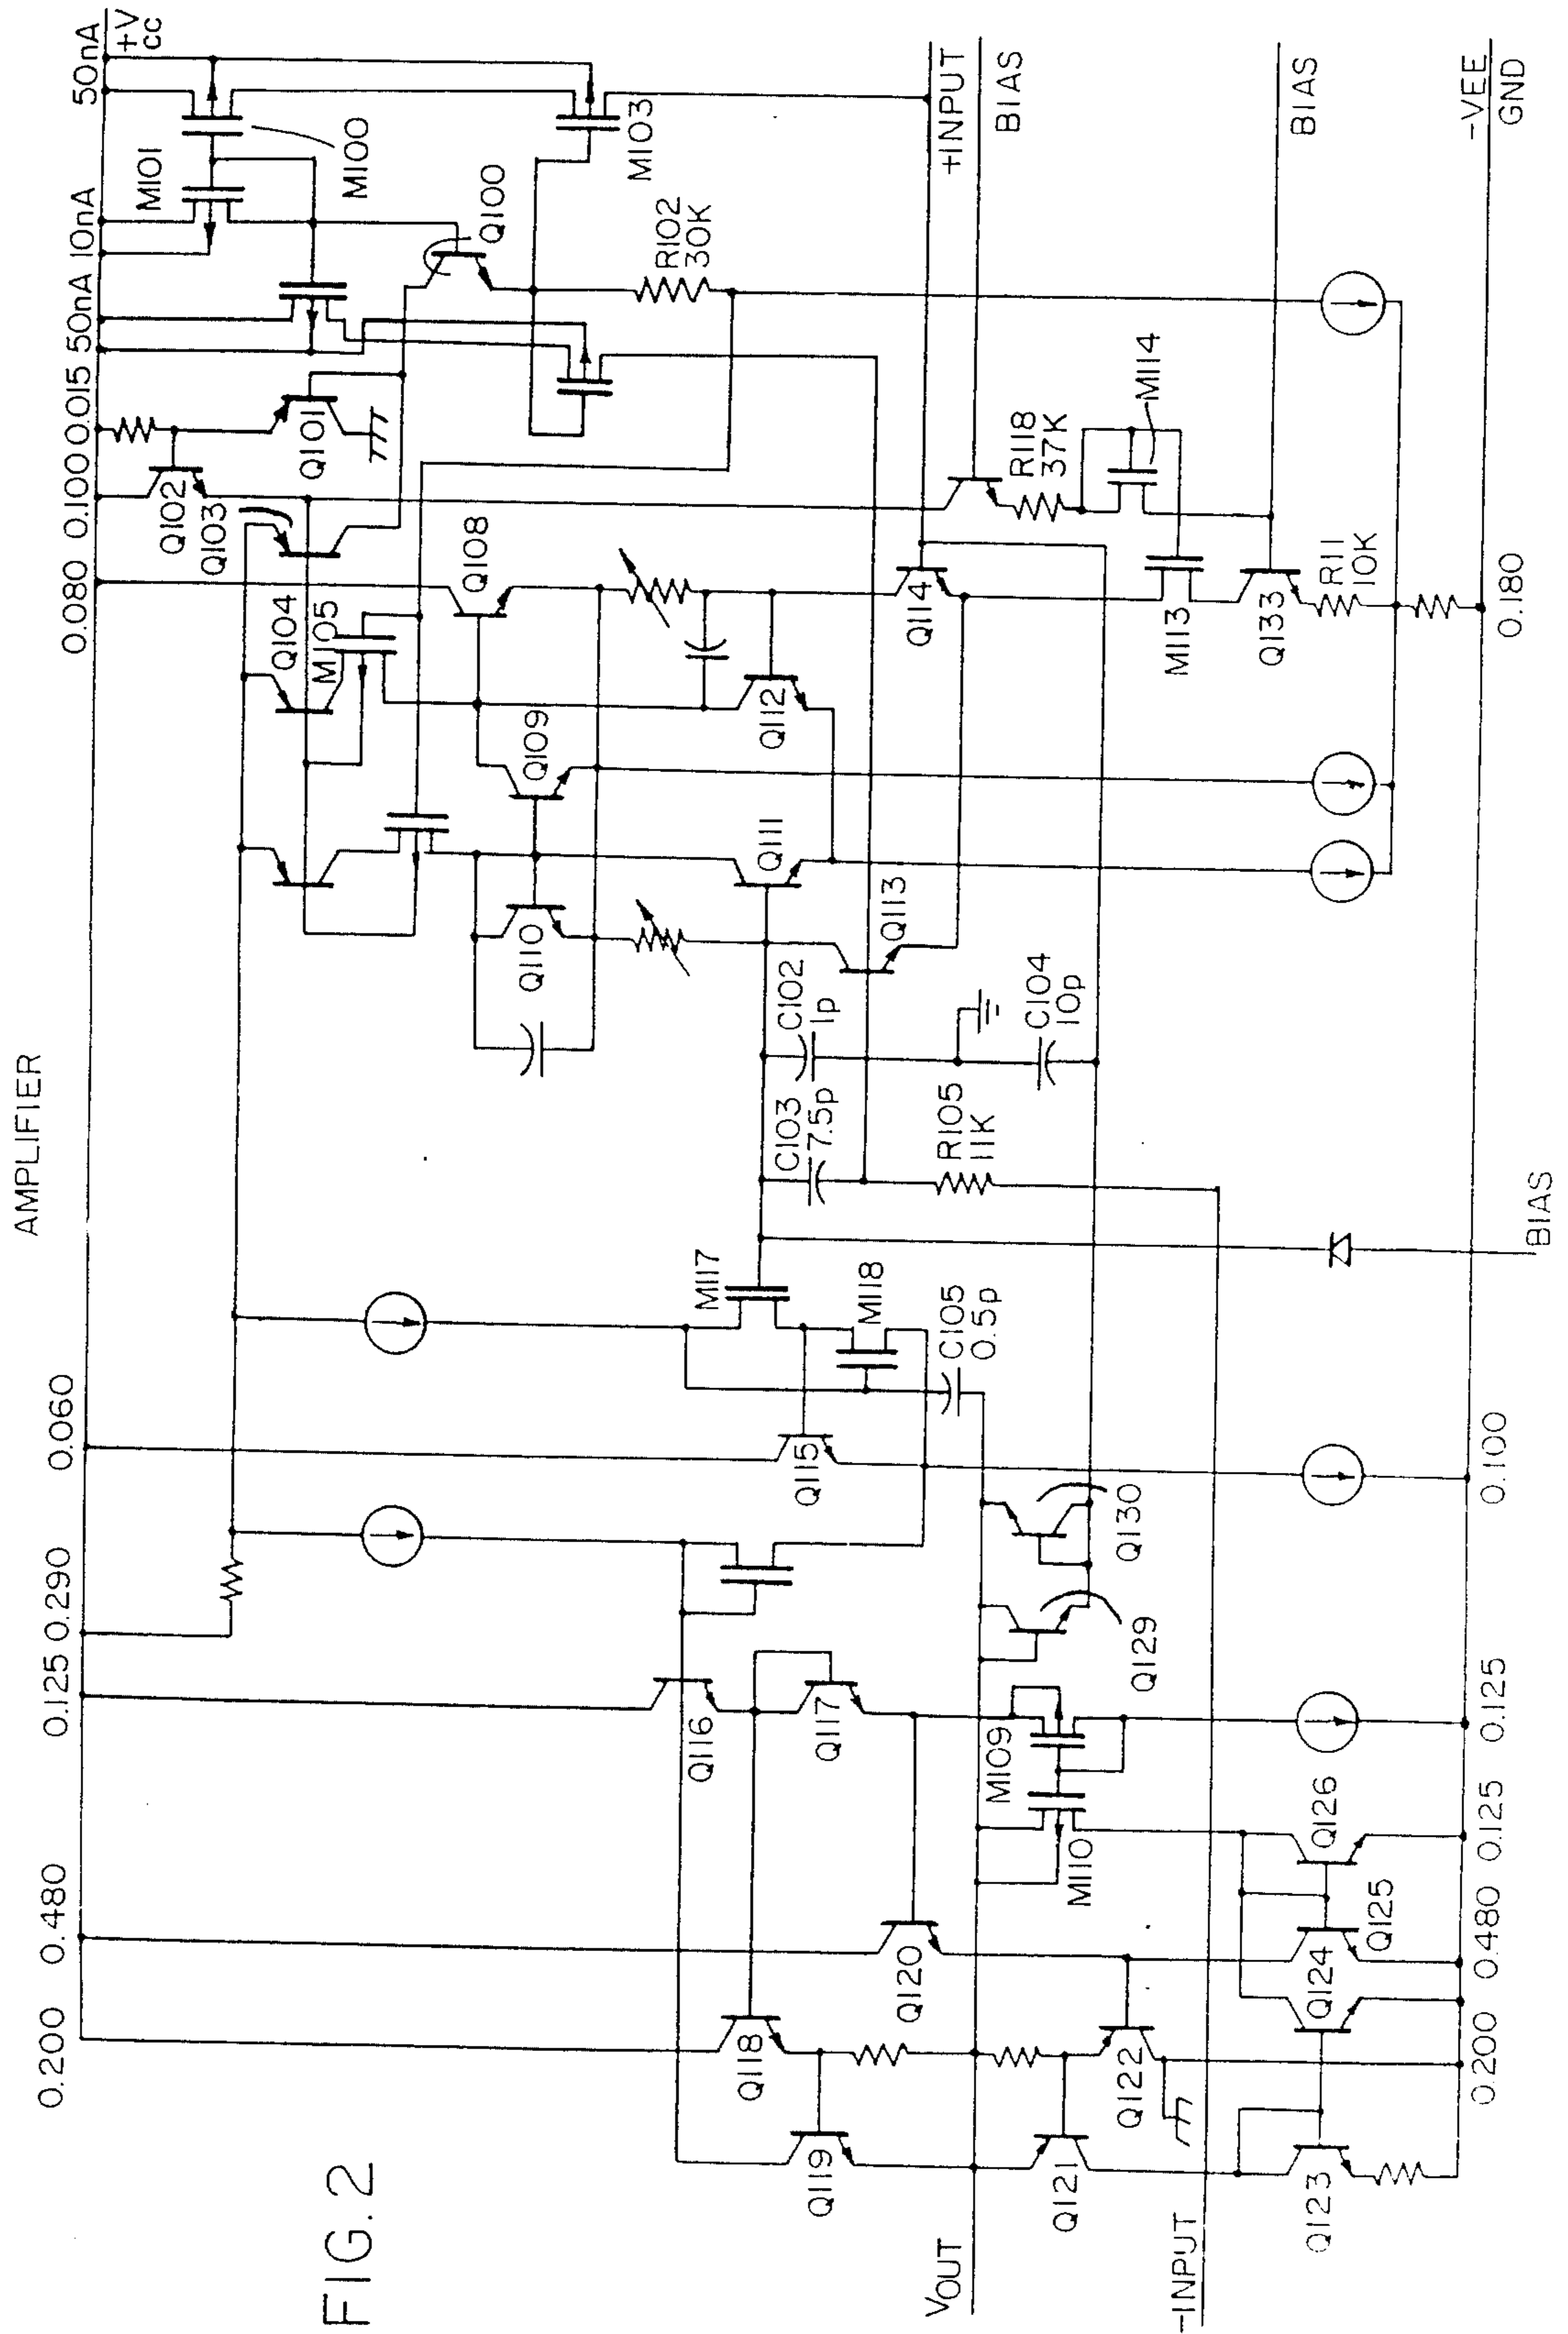 AMPLIFIER
FIG. 2
0.200
0.480
0.125
0.290
0.060
0.080
0.100
0.015
50nA
10nA
50nA
+V
CC
M101
M100
M103
Q100
R102
30K
Q101
Q102
Q103
Q104
M105
Q108
Q109
Q110
Q111
Q112
Q113
Q114
+INPUT
BIAS
R118
37K
M114
M113
Q133
BIAS
R11
10K
-VEE
GND
0.180
C102
1p
C103
7.5p
C104
10p
R105
11K
M117
M118
C105
0.5p
Q115
BIAS
0.100
Q130
Q129
Q116
Q117
M109
M110
0.125
Q126
0.125
Q118
Q119
Q120
Q121
Q122
Q123
Q124
Q125
0.480
0.200
VOUT
-INPUT